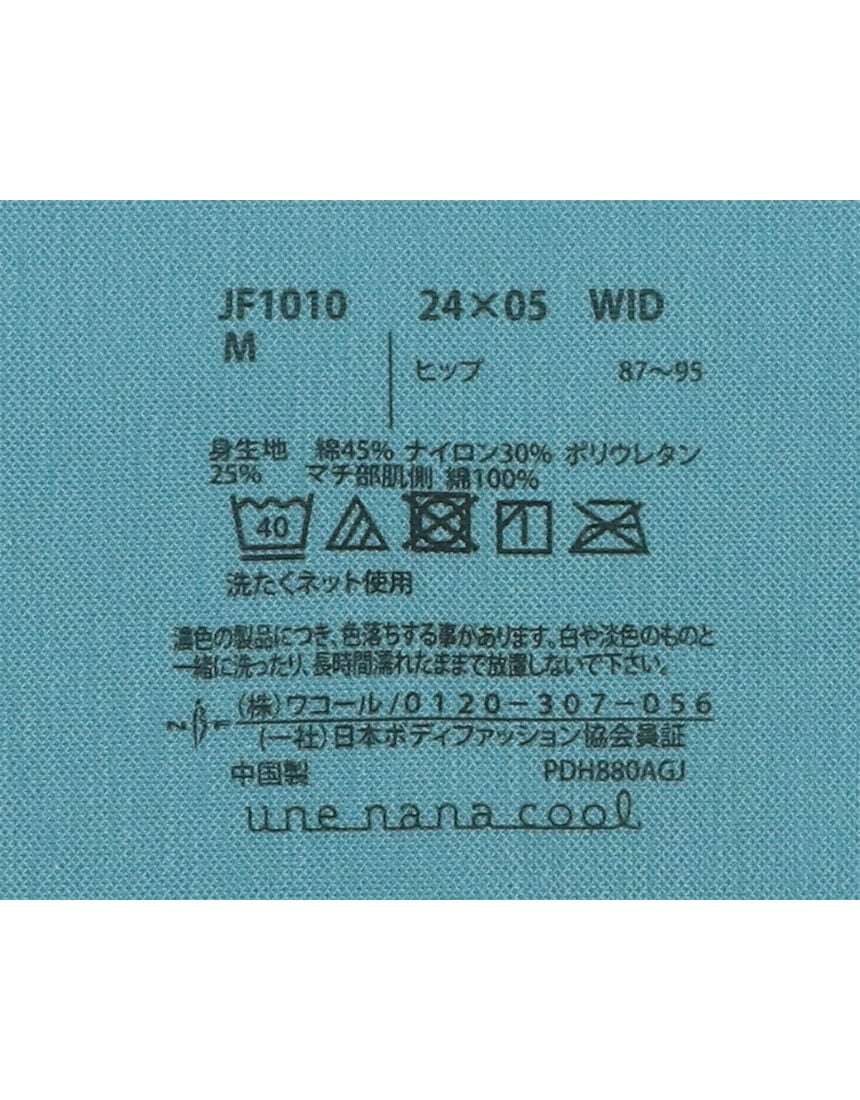 JF1010 24×05 WID
M ヒップ 87〜95
身生地 綿45% ナイロン30% ポリウレタン
25% マチ部肌側 綿100%
40
洗たくネット使用
濃色の製品につき、色落ちする事があります。白や淡色のものと
一緒に洗ったり、長時間濡れたままで放置しないで下さい。
(株)ワコール/0120-307-056
(一社)日本ボディファッション協会員証
中国製 PDH880AGJ
une nana cool